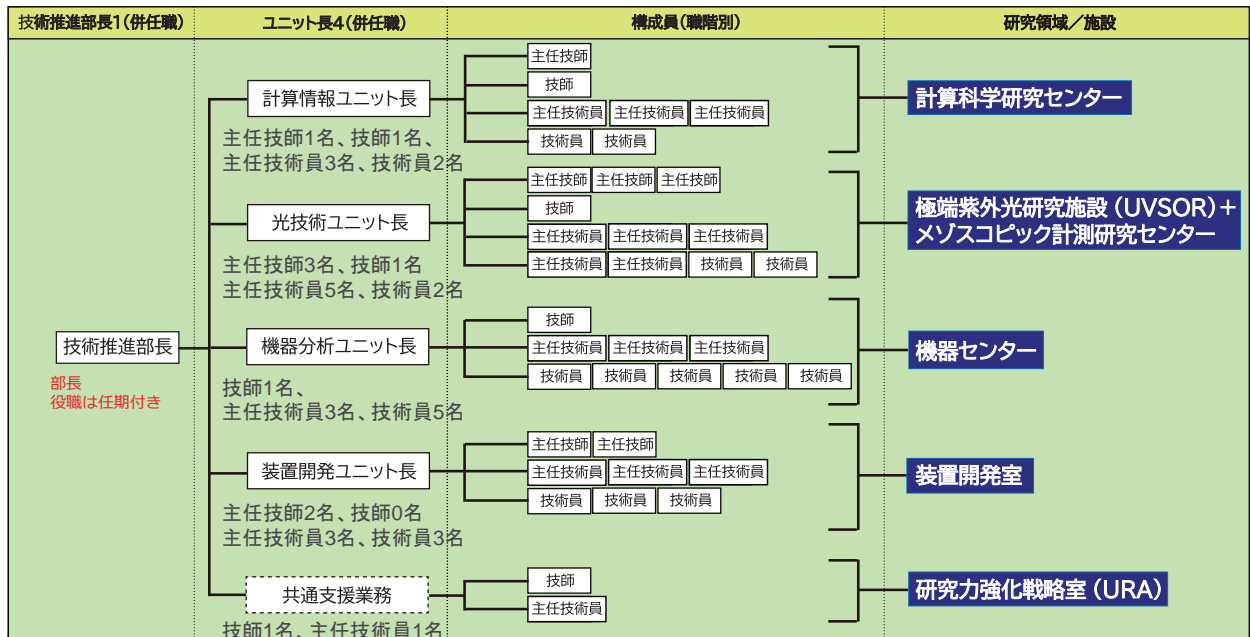 技術推進部長1（併任職）
ユニット長4（併任職）
構成員（職階別）
研究領域／施設
技術推進部長
部長
役職は任期付き
計算情報ユニット長
主任技師1名、技師1名、
主任技術員3名、技術員2名
主任技師
技師
主任技術員 主任技術員 主任技術員
技術員 技術員
計算科学研究センター
光技術ユニット長
主任技師3名、技師1名
主任技術員5名、技術員2名
主任技師 主任技師 主任技師
技師
主任技術員 主任技術員 主任技術員
主任技術員 主任技術員 技術員 技術員
極端紫外光研究施設（UVSOR）＋
メゾスコピック計測研究センター
機器分析ユニット長
技師1名、
主任技術員3名、技術員5名
技師
主任技術員 主任技術員 主任技術員
技術員 技術員 技術員 技術員 技術員
機器センター
装置開発ユニット長
主任技師2名、技師0名
主任技術員3名、技術員3名
主任技師 主任技師
主任技術員 主任技術員 主任技術員
技術員 技術員 技術員
装置開発室
共通支援業務
技師1名、主任技術員1名
技師
主任技術員
研究力強化戦略室（URA）